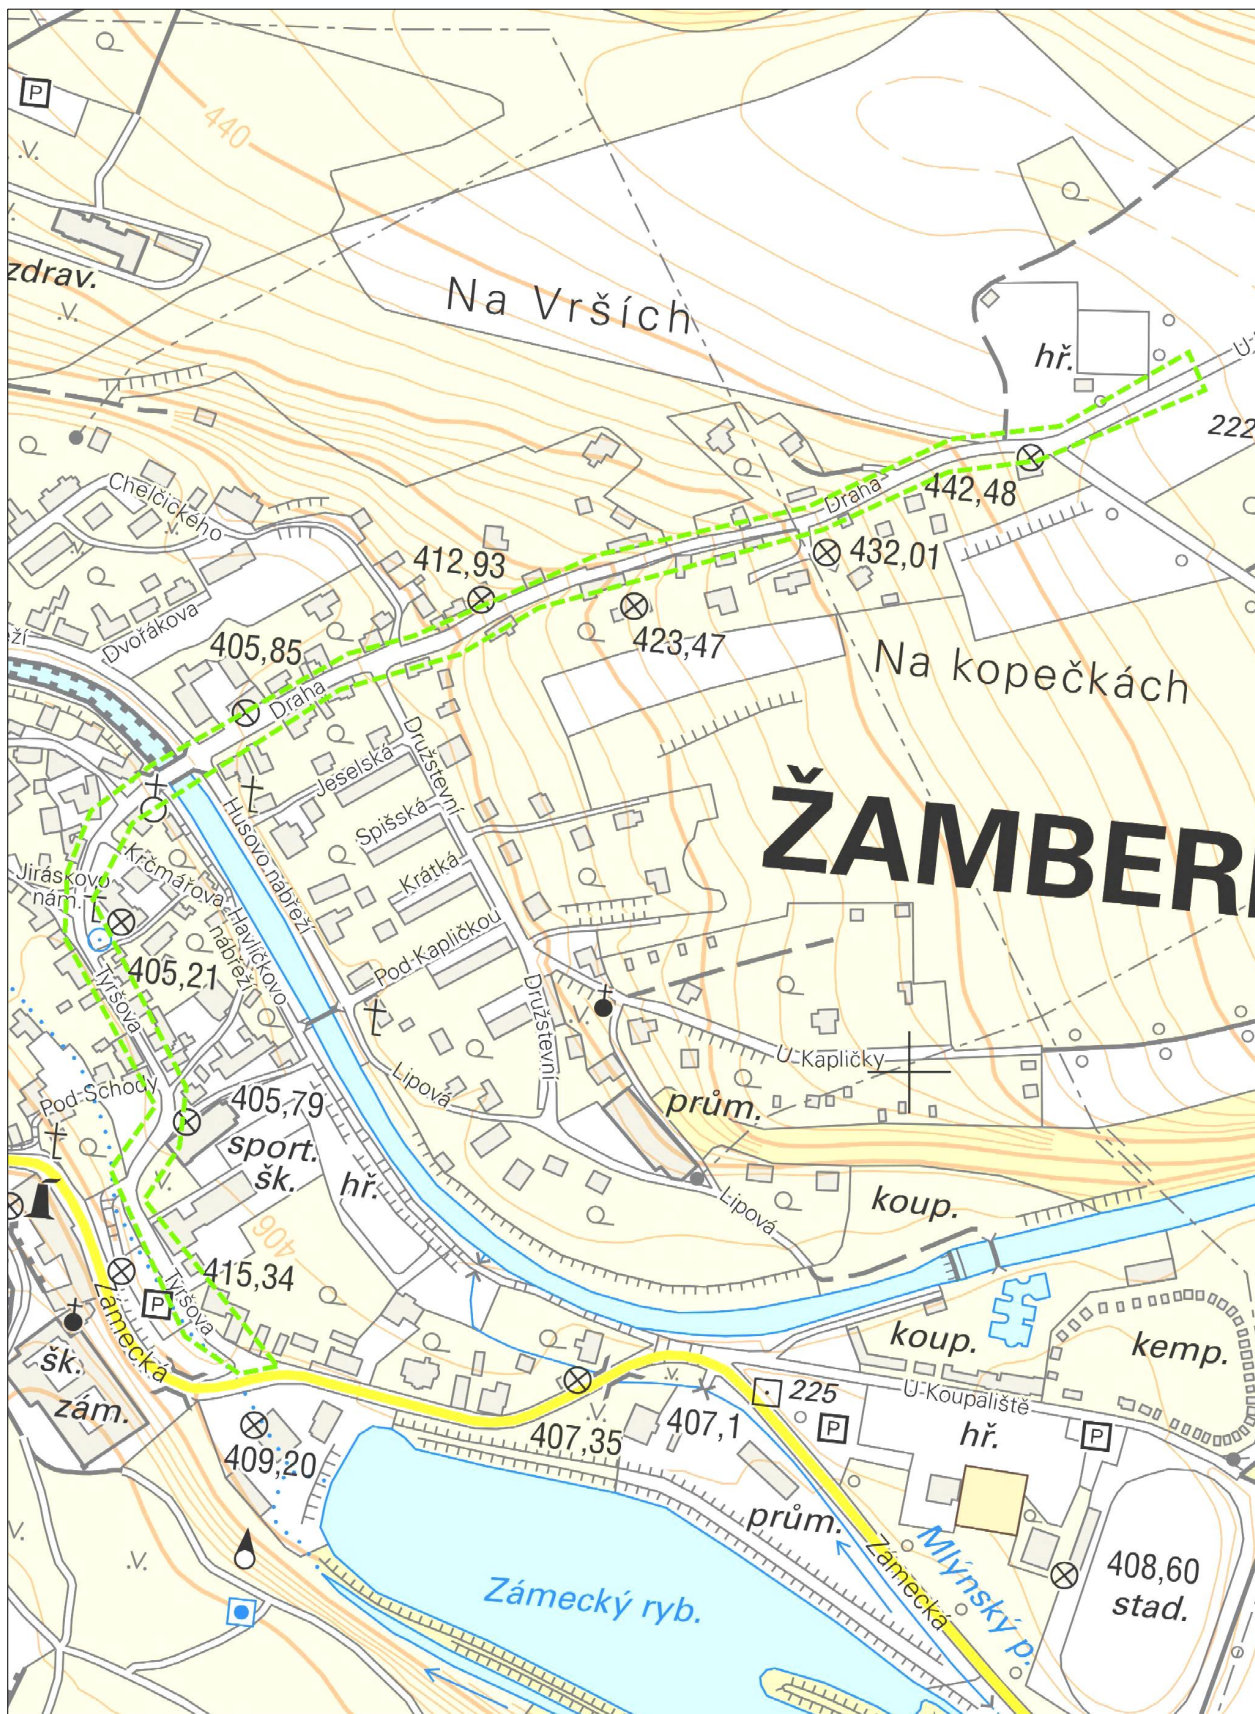 P
440
zdrav.
Na Vrších
hř.
U
222
Chelčického
Draha
442,48
432,01
412,93
Dvořákova
405,85
423,47
Na kopečkách
Draha
Družstevní
Jeselská
Spišská
Krátká
Husovo nábřeží
ŽAMBER
Krčmářova
Jiráskovo
nám.
Havlíčkovo
nábřeží
Pod Kapličkou
405,21
Tyršova
Družstevní
U Kapličky
Pod Schody
Lipová
405,79
prům.
sport.
šk.
hř.
Lipová
koup.
406
415,34
P
Tyršova
Zámecká
koup.
kemp.
šk.
zám.
225
U Koupaliště
407,1
407,35
P
hř.
P
409,20
prům.
Zámecká
Mlýnský p.
408,60
stad.
Zámecký ryb.